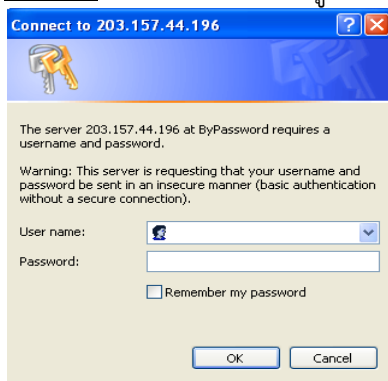 Connect to 203.157.44.196
The server 203.157.44.196 at ByPassword requires a
username and password.
Warning: This server is requesting that your username and
password be sent in an insecure manner (basic authentication
without a secure connection).
User name:
Password:
Remember my password
OK
Cancel